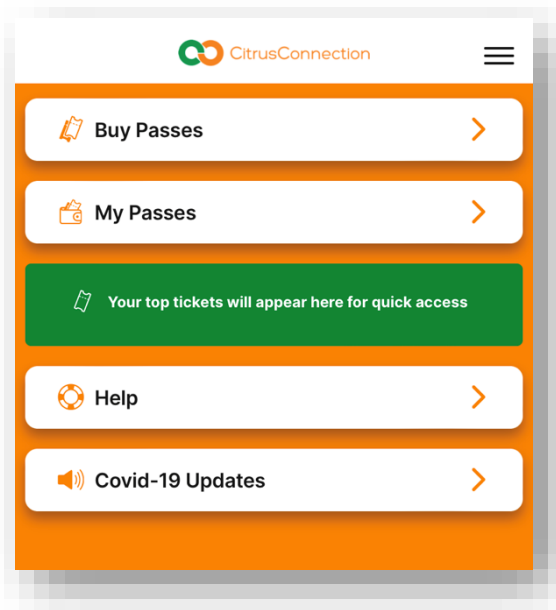 CitrusConnection
Buy Passes
My Passes
Your top tickets will appear here for quick access
Help
Covid-19 Updates